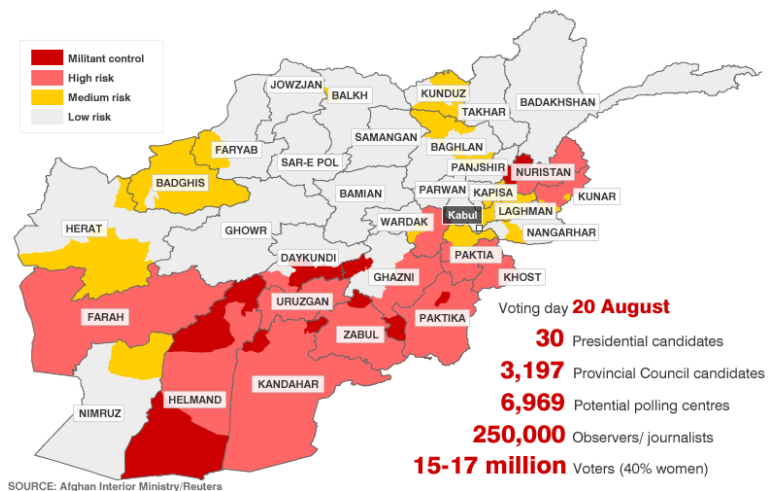 Militant control
High risk
Medium risk
Low risk
JOWZJAN
BALKH
KUNDUZ
TAKHAR
BADAKHSHAN
FARYAB
SAMANGAN
BAGHLAN
SAR-E POL
PANJSHIR
NURISTAN
BADGHIS
BAMIAN
PARWAN
KAPISA
KUNAR
HERAT
GHOWR
WARDAK
Kabul
LAGHMAN
NANGARHAR
DAYKUNDI
PAKTIA
GHAZNI
KHOST
URUZGAN
FARAH
ZABUL
PAKTIKA
KANDAHAR
HELMAND
NIMRUZ
Voting day 20 August
30 Presidential candidates
3,197 Provincial Council candidates
6,969 Potential polling centres
250,000 Observers/ journalists
15-17 million Voters (40% women)
SOURCE: Afghan Interior Ministry/Reuters